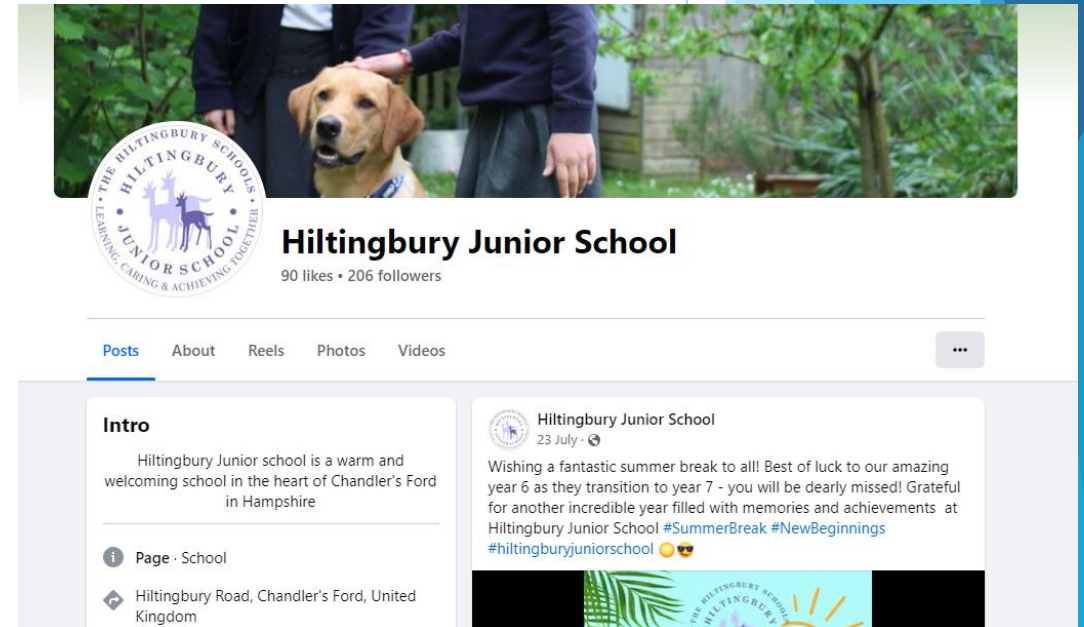 • THE HILTINGBURY SCHOOLS •
LEARNING, CARING & ACHIEVING TOGETHER
• HILTINGBURY •
JUNIOR SCHOOL
Hiltingbury Junior School
90 likes • 206 followers
Posts About Reels Photos Videos
Intro
Hiltingbury Junior school is a warm and
welcoming school in the heart of Chandler's Ford
in Hampshire
Page · School
Hiltingbury Road, Chandler's Ford, United
Kingdom
Hiltingbury Junior School
23 July ·
Wishing a fantastic summer break to all! Best of luck to our amazing
year 6 as they transition to year 7 - you will be dearly missed! Grateful
for another incredible year filled with memories and achievements at
Hiltingbury Junior School #SummerBreak #NewBeginnings
#hiltingburyjuniorschool
THE HILTINGBURY SCHOOLS
HILTINGBURY